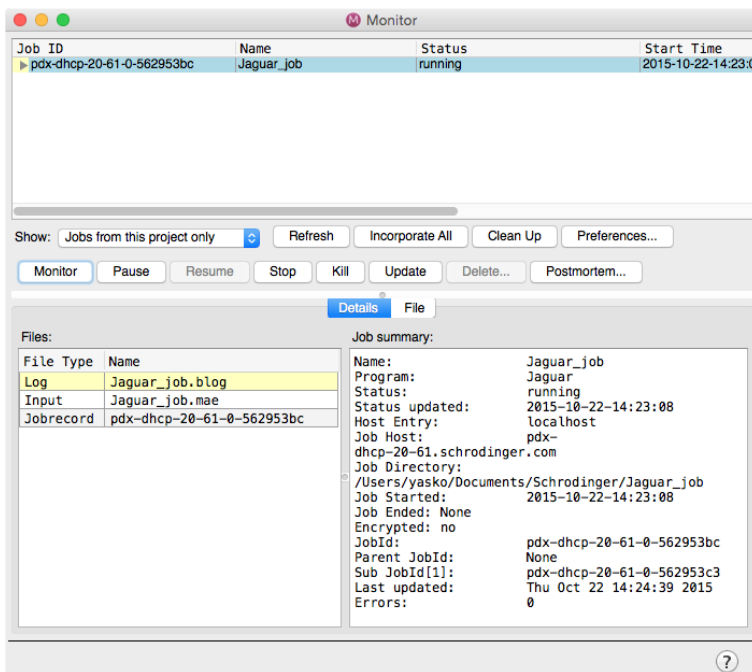 Monitor
Job ID Name Status Start Time
pdx-dhcp-20-61-0-562953bc Jaguar_job running 2015-10-22-14:23:0
Show: Jobs from this project only Refresh Incorporate All Clean Up Preferences...
Monitor Pause Resume Stop Kill Update Delete... Postmortem...
Details File
Files:
File Type Name
Log Jaguar_job.blog
Input Jaguar_job.mae
Jobrecord pdx-dhcp-20-61-0-562953bc
Job summary:
Name: Jaguar_job
Program: Jaguar
Status: running
Status updated: 2015-10-22-14:23:08
Host Entry: localhost
Job Host: pdx-
dhcp-20-61.schrodinger.com
Job Directory:
/Users/yasko/Documents/Schrodinger/Jaguar_job
Job Started: 2015-10-22-14:23:08
Job Ended: None
Encrypted: no
JobId: pdx-dhcp-20-61-0-562953bc
Parent JobId: None
Sub JobId[1]: pdx-dhcp-20-61-0-562953c3
Last updated: Thu Oct 22 14:24:39 2015
Errors: 0
?